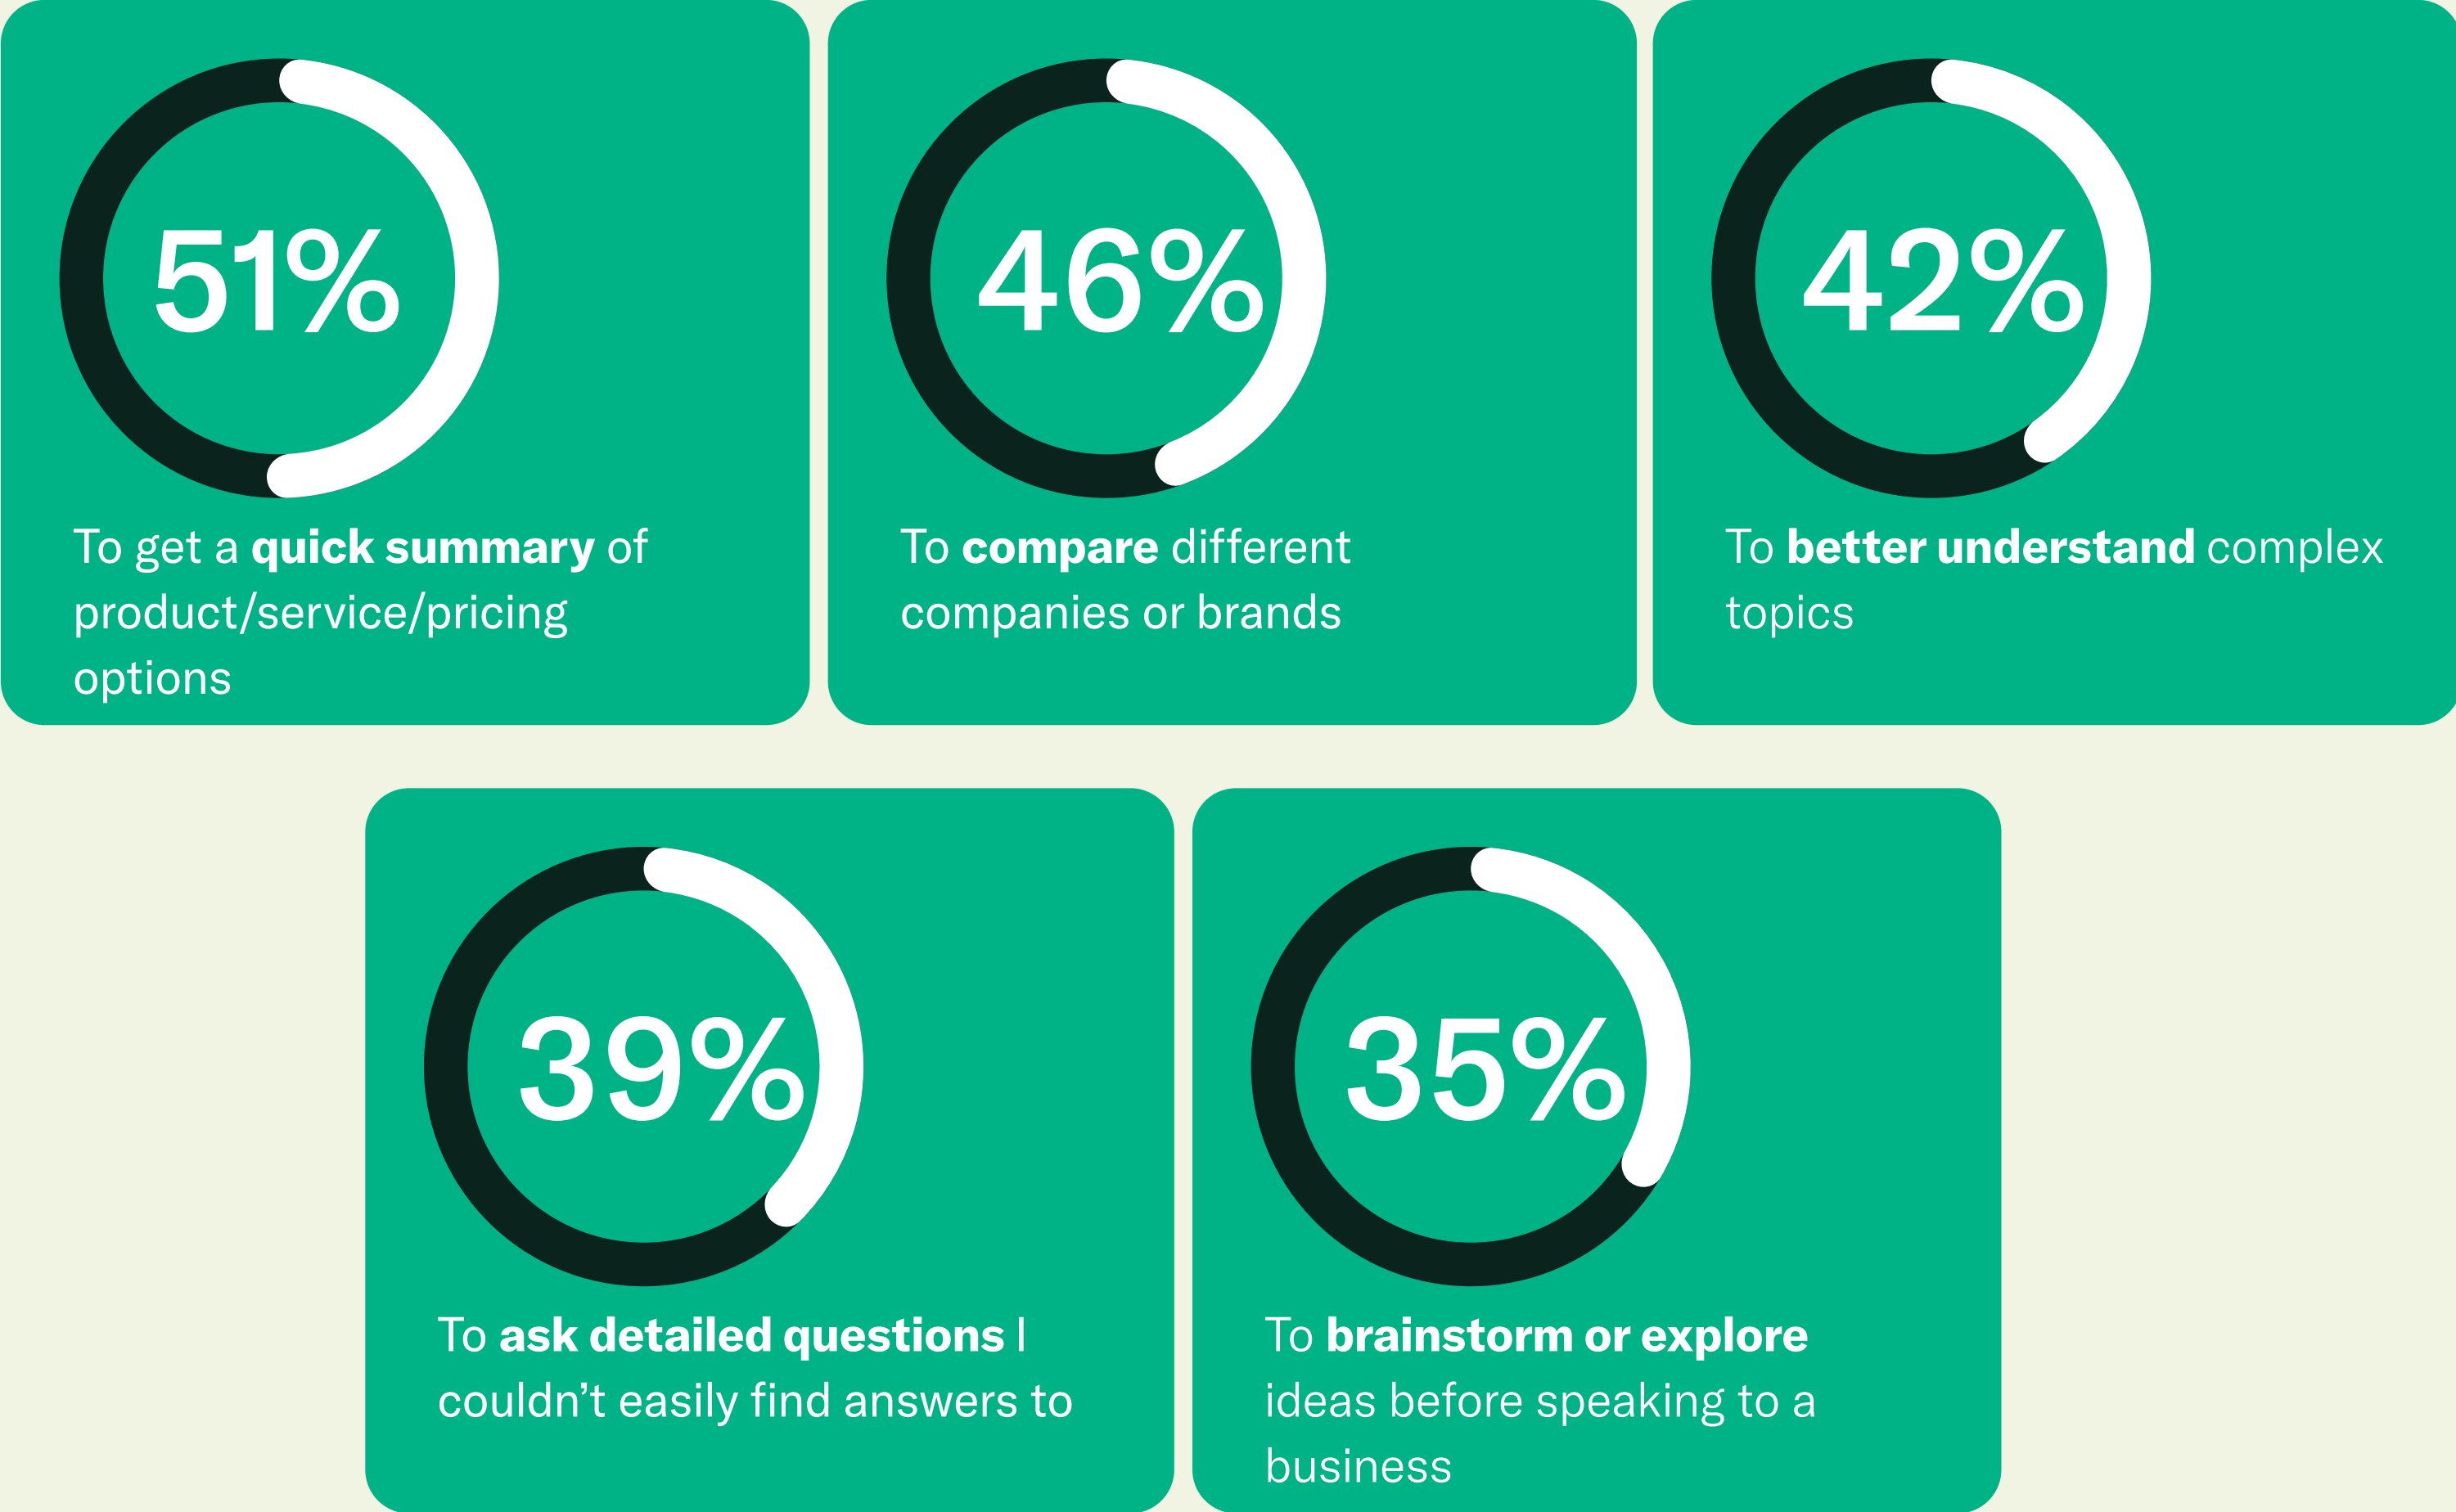 51%
To get a quick summary of
product/service/pricing
options
46%
To compare different
companies or brands
42%
To better understand complex
topics
39%
To ask detailed questions I
couldn’t easily find answers to
35%
To brainstorm or explore
ideas before speaking to a
business